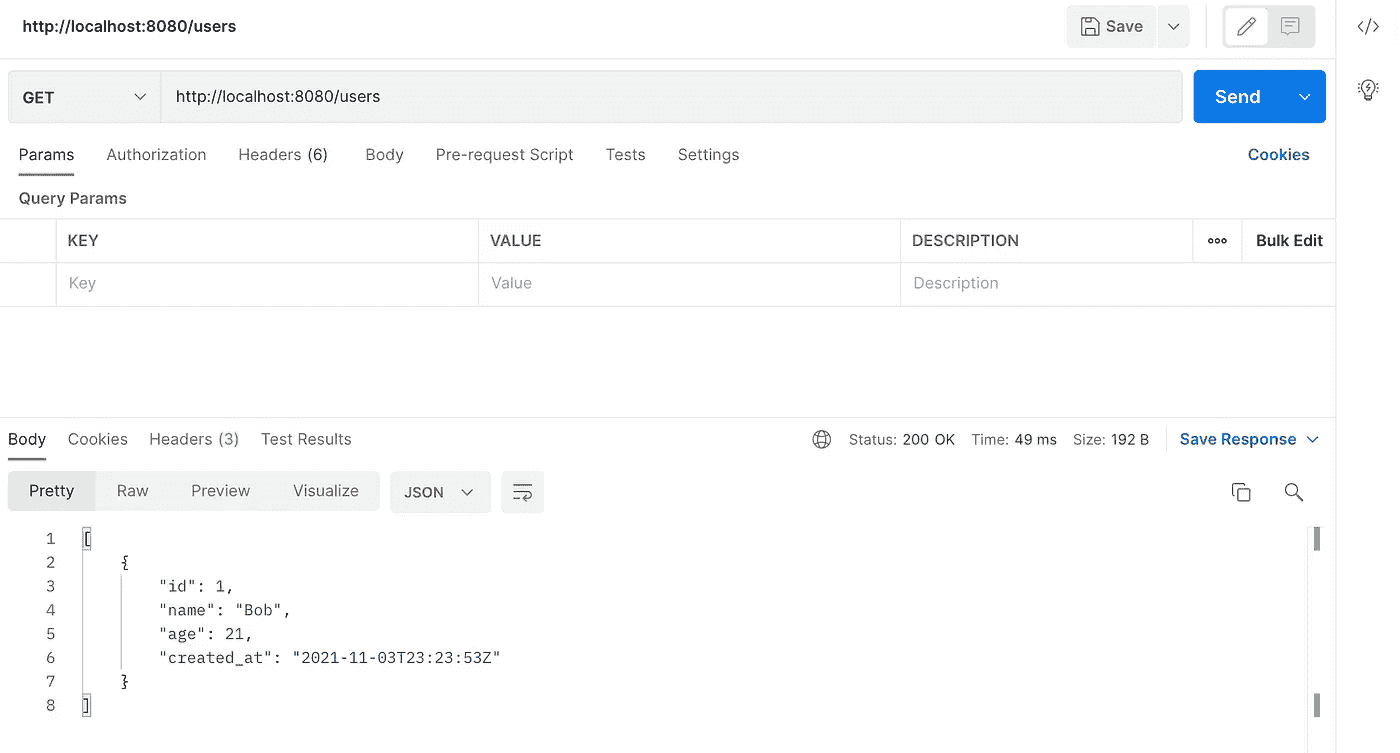 http://localhost:8080/users
Save
GET
http://localhost:8080/users
Send
Params Authorization Headers (6) Body Pre-request Script Tests Settings Cookies
Query Params
KEY VALUE DESCRIPTION ooo Bulk Edit
Key Value Description
Body Cookies Headers (3) Test Results Status: 200 OK Time: 49 ms Size: 192 B Save Response
Pretty Raw Preview Visualize JSON
1 [
2 {
3 "id": 1,
4 "name": "Bob",
5 "age": 21,
6 "created_at": "2021-11-03T23:23:53Z"
7 }
8 ]